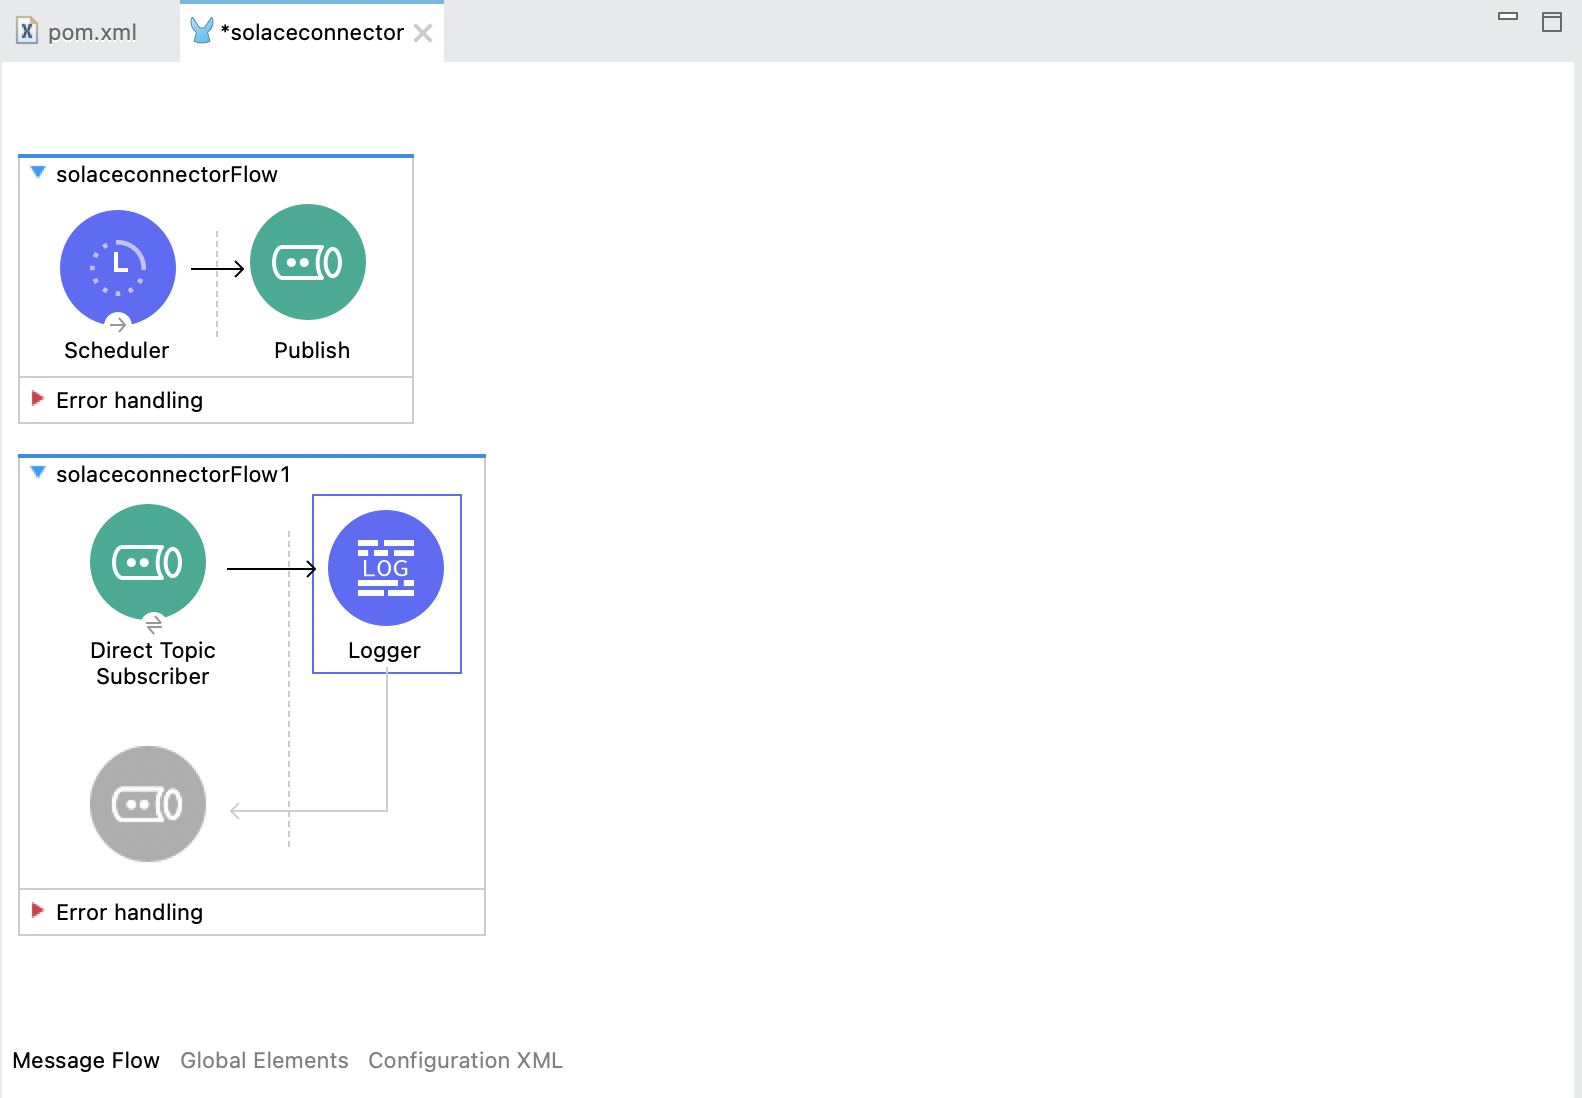 pom.xml
*solaceconnector
solaceconnectorFlow
Scheduler
Publish
Error handling
solaceconnectorFlow1
LOG
Direct Topic
Subscriber
Logger
Error handling
Message Flow
Global Elements
Configuration XML